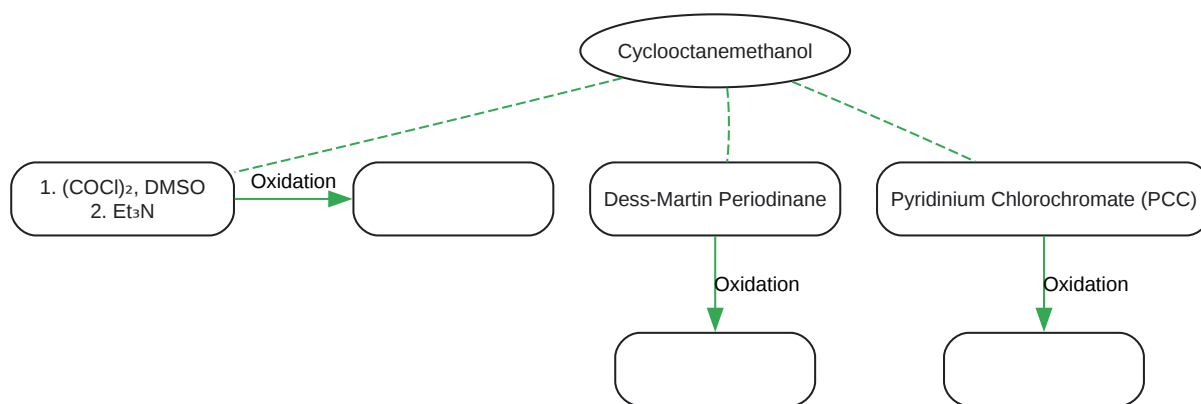 Cyclooctanemethanol
1. (COCl)₂, DMSO
2. Et₃N
Oxidation
Dess-Martin Periodinane
Pyridinium Chlorochromate (PCC)
Oxidation
Oxidation